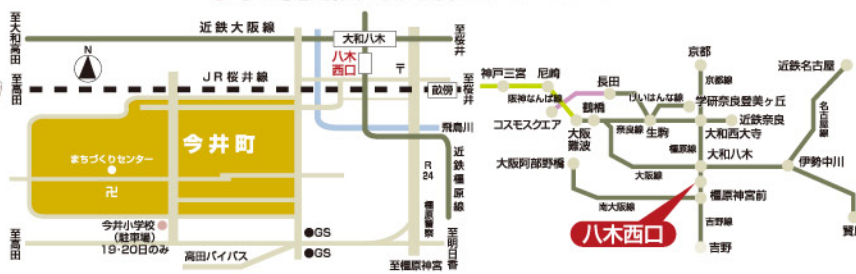 至大和高田
近鉄大阪線
大和八木
至桜井
N
八木西口
〒
至高田
JR桜井線
畝傍
至桜井
今井町
まちづくりセンター
卍
飛鳥川
R24
近鉄橿原線
橿原警察
今井小学校
(駐車場)
19・20日のみ
至高田
高田バイパス
●GS
●GS
至橿原神宮
至明日香
京都
近鉄名古屋
神戸三宮
尼崎
長田
京都線
阪神なんば線
けいはんな線
学研奈良登美ヶ丘
鶴橋
名古屋線
コスモスクエア
大阪難波
奈良線
生駒
近鉄奈良
大和西大寺
橿原線
大和八木
伊勢中川
大阪阿部野橋
大阪線
橿原神宮前
南大阪線
八木西口
吉野線
吉野